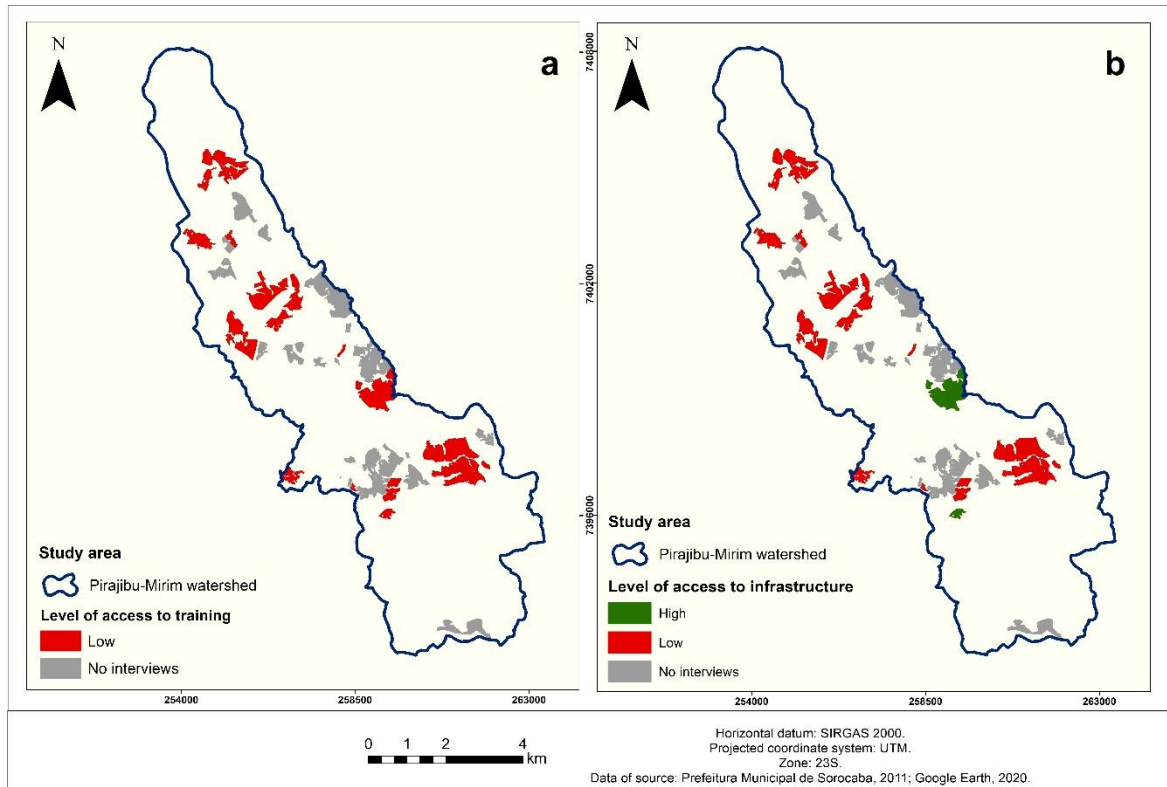 N
a
Study area
Pirajibu-Mirim watershed
Level of access to training
Low
No interviews
254000
258500
263000
7408000
7402000
7396000
N
b
Study area
Pirajibu-Mirim watershed
Level of access to infrastructure
High
Low
No interviews
254000
258500
263000
0 1 2 4
km
Horizontal datum: SIRGAS 2000.
Projected coordinate system: UTM.
Zone: 23S.
Data of source: Prefeitura Municipal de Sorocaba, 2011; Google Earth, 2020.